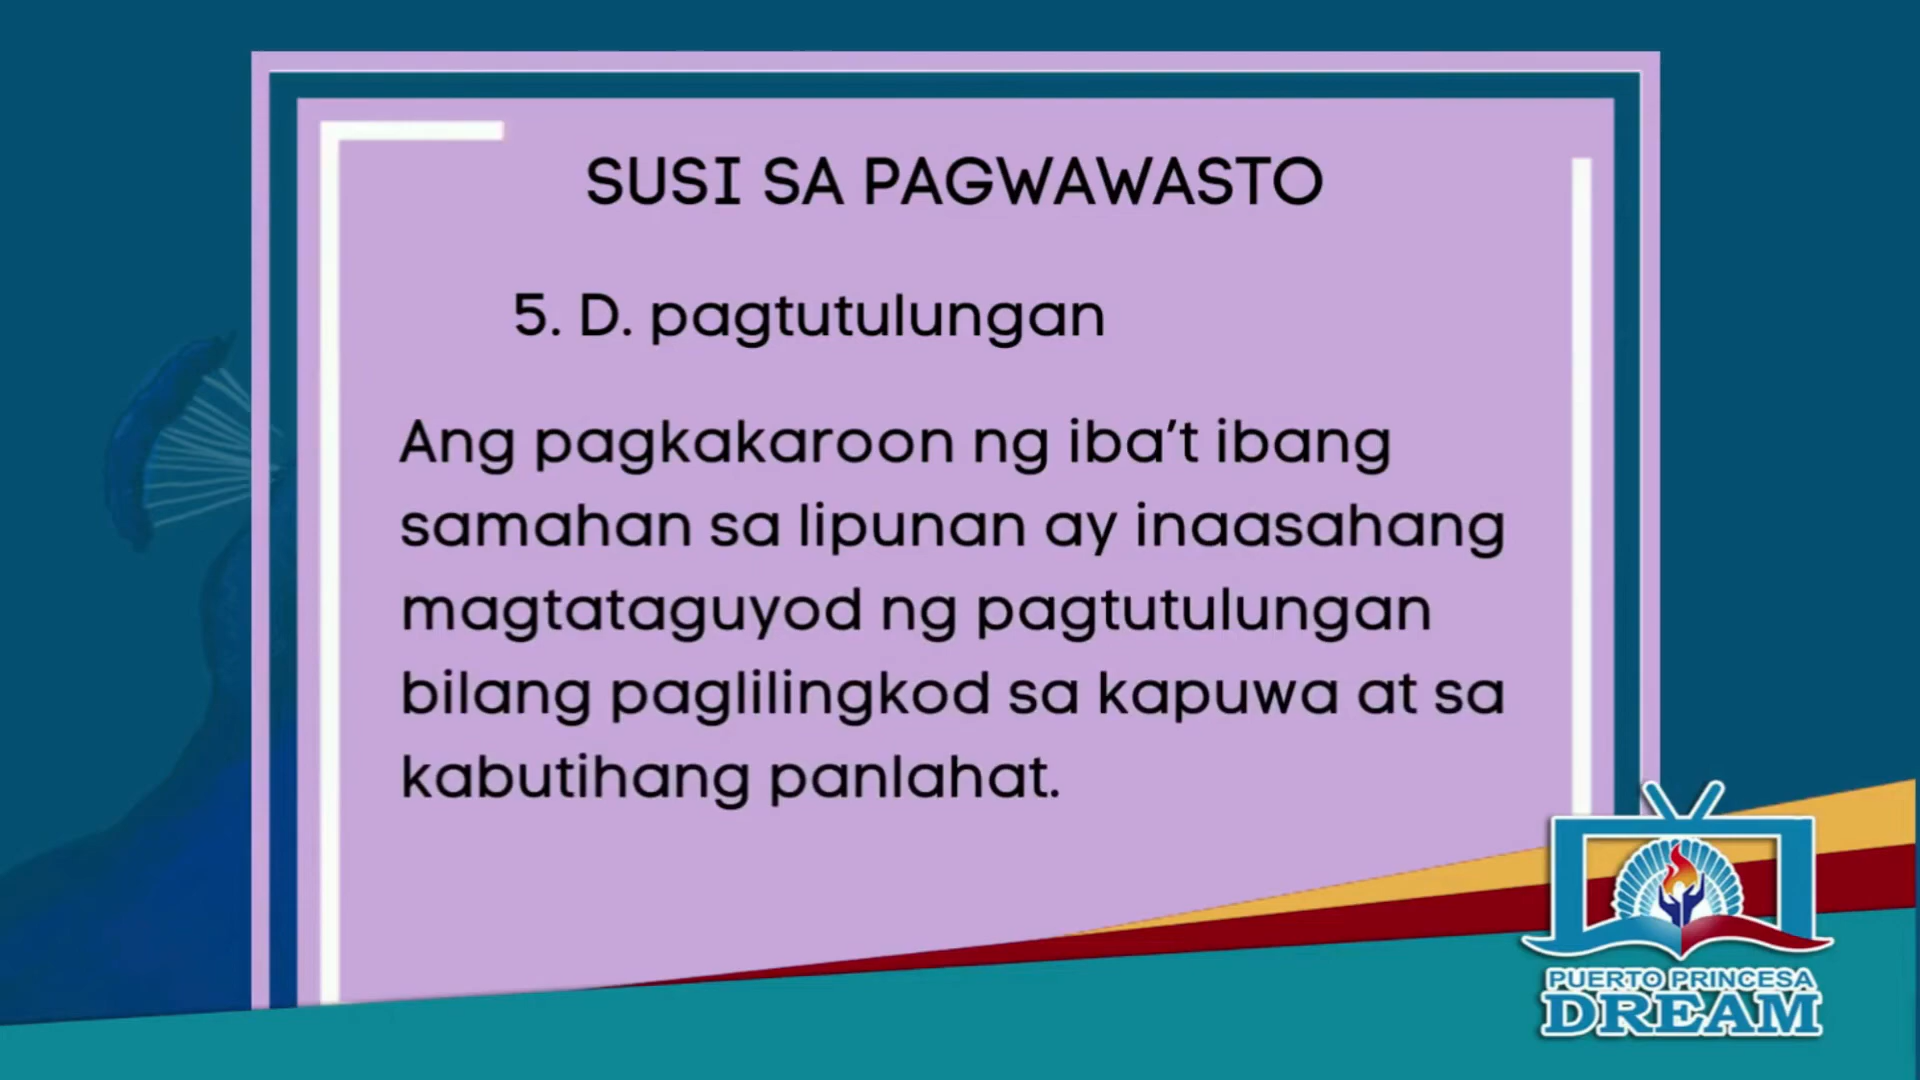 SUSI SA PAGWAWASTO
5. D. pagtutulungan
Ang pagkakaroon ng iba’t ibang
samahan sa lipunan ay inaasahang
magtataguyod ng pagtutulungan
bilang paglilingkod sa kapuwa at sa
kabutihang panlahat.
PUERTO PRINCESA
DREAM